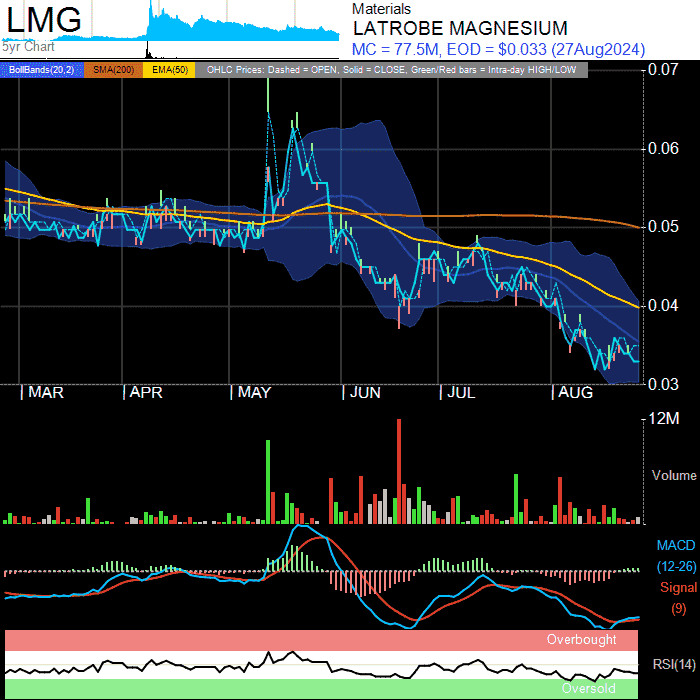 LMG
5yr Chart
Materials
LATROBE MAGNESIUM
MC = 77.5M, EOD = $0.033 (27Aug2024)
BollBands(20,2) SMA(200) EMA(50) OHLC Prices: Dashed = OPEN, Solid = CLOSE, Green/Red bars = Intra-day HIGH/LOW
0.07
0.06
0.05
0.04
0.03
MAR APR MAY JUN JUL AUG
12M
Volume
MACD
(12-26)
Signal
(9)
Overbought
RSI(14)
Oversold